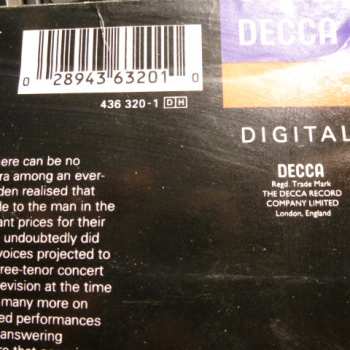 DECCA
0 28943 63201 0
436 320-1 DH
DIGITAL
DECCA
Regd. Trade Mark
THE DECCA RECORD
COMPANY LIMITED
London, England
ere can be no
ra among an ever-
den realised that
le to the man in the
ant prices for their
undoubtedly did
voices projected to
ree-tenor concert
evision at the time
many more on
ed performances
answering